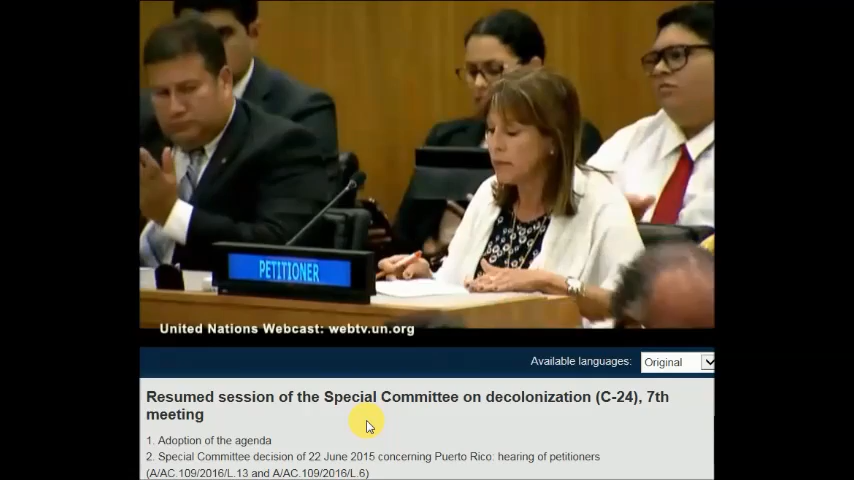 PETITIONER
United Nations Webcast: webtv.un.org
Available languages: Original
Resumed session of the Special Committee on decolonization (C-24), 7th
meeting
1. Adoption of the agenda
2. Special Committee decision of 22 June 2015 concerning Puerto Rico: hearing of petitioners
(A/AC.109/2016/L.13 and A/AC.109/2016/L.6)